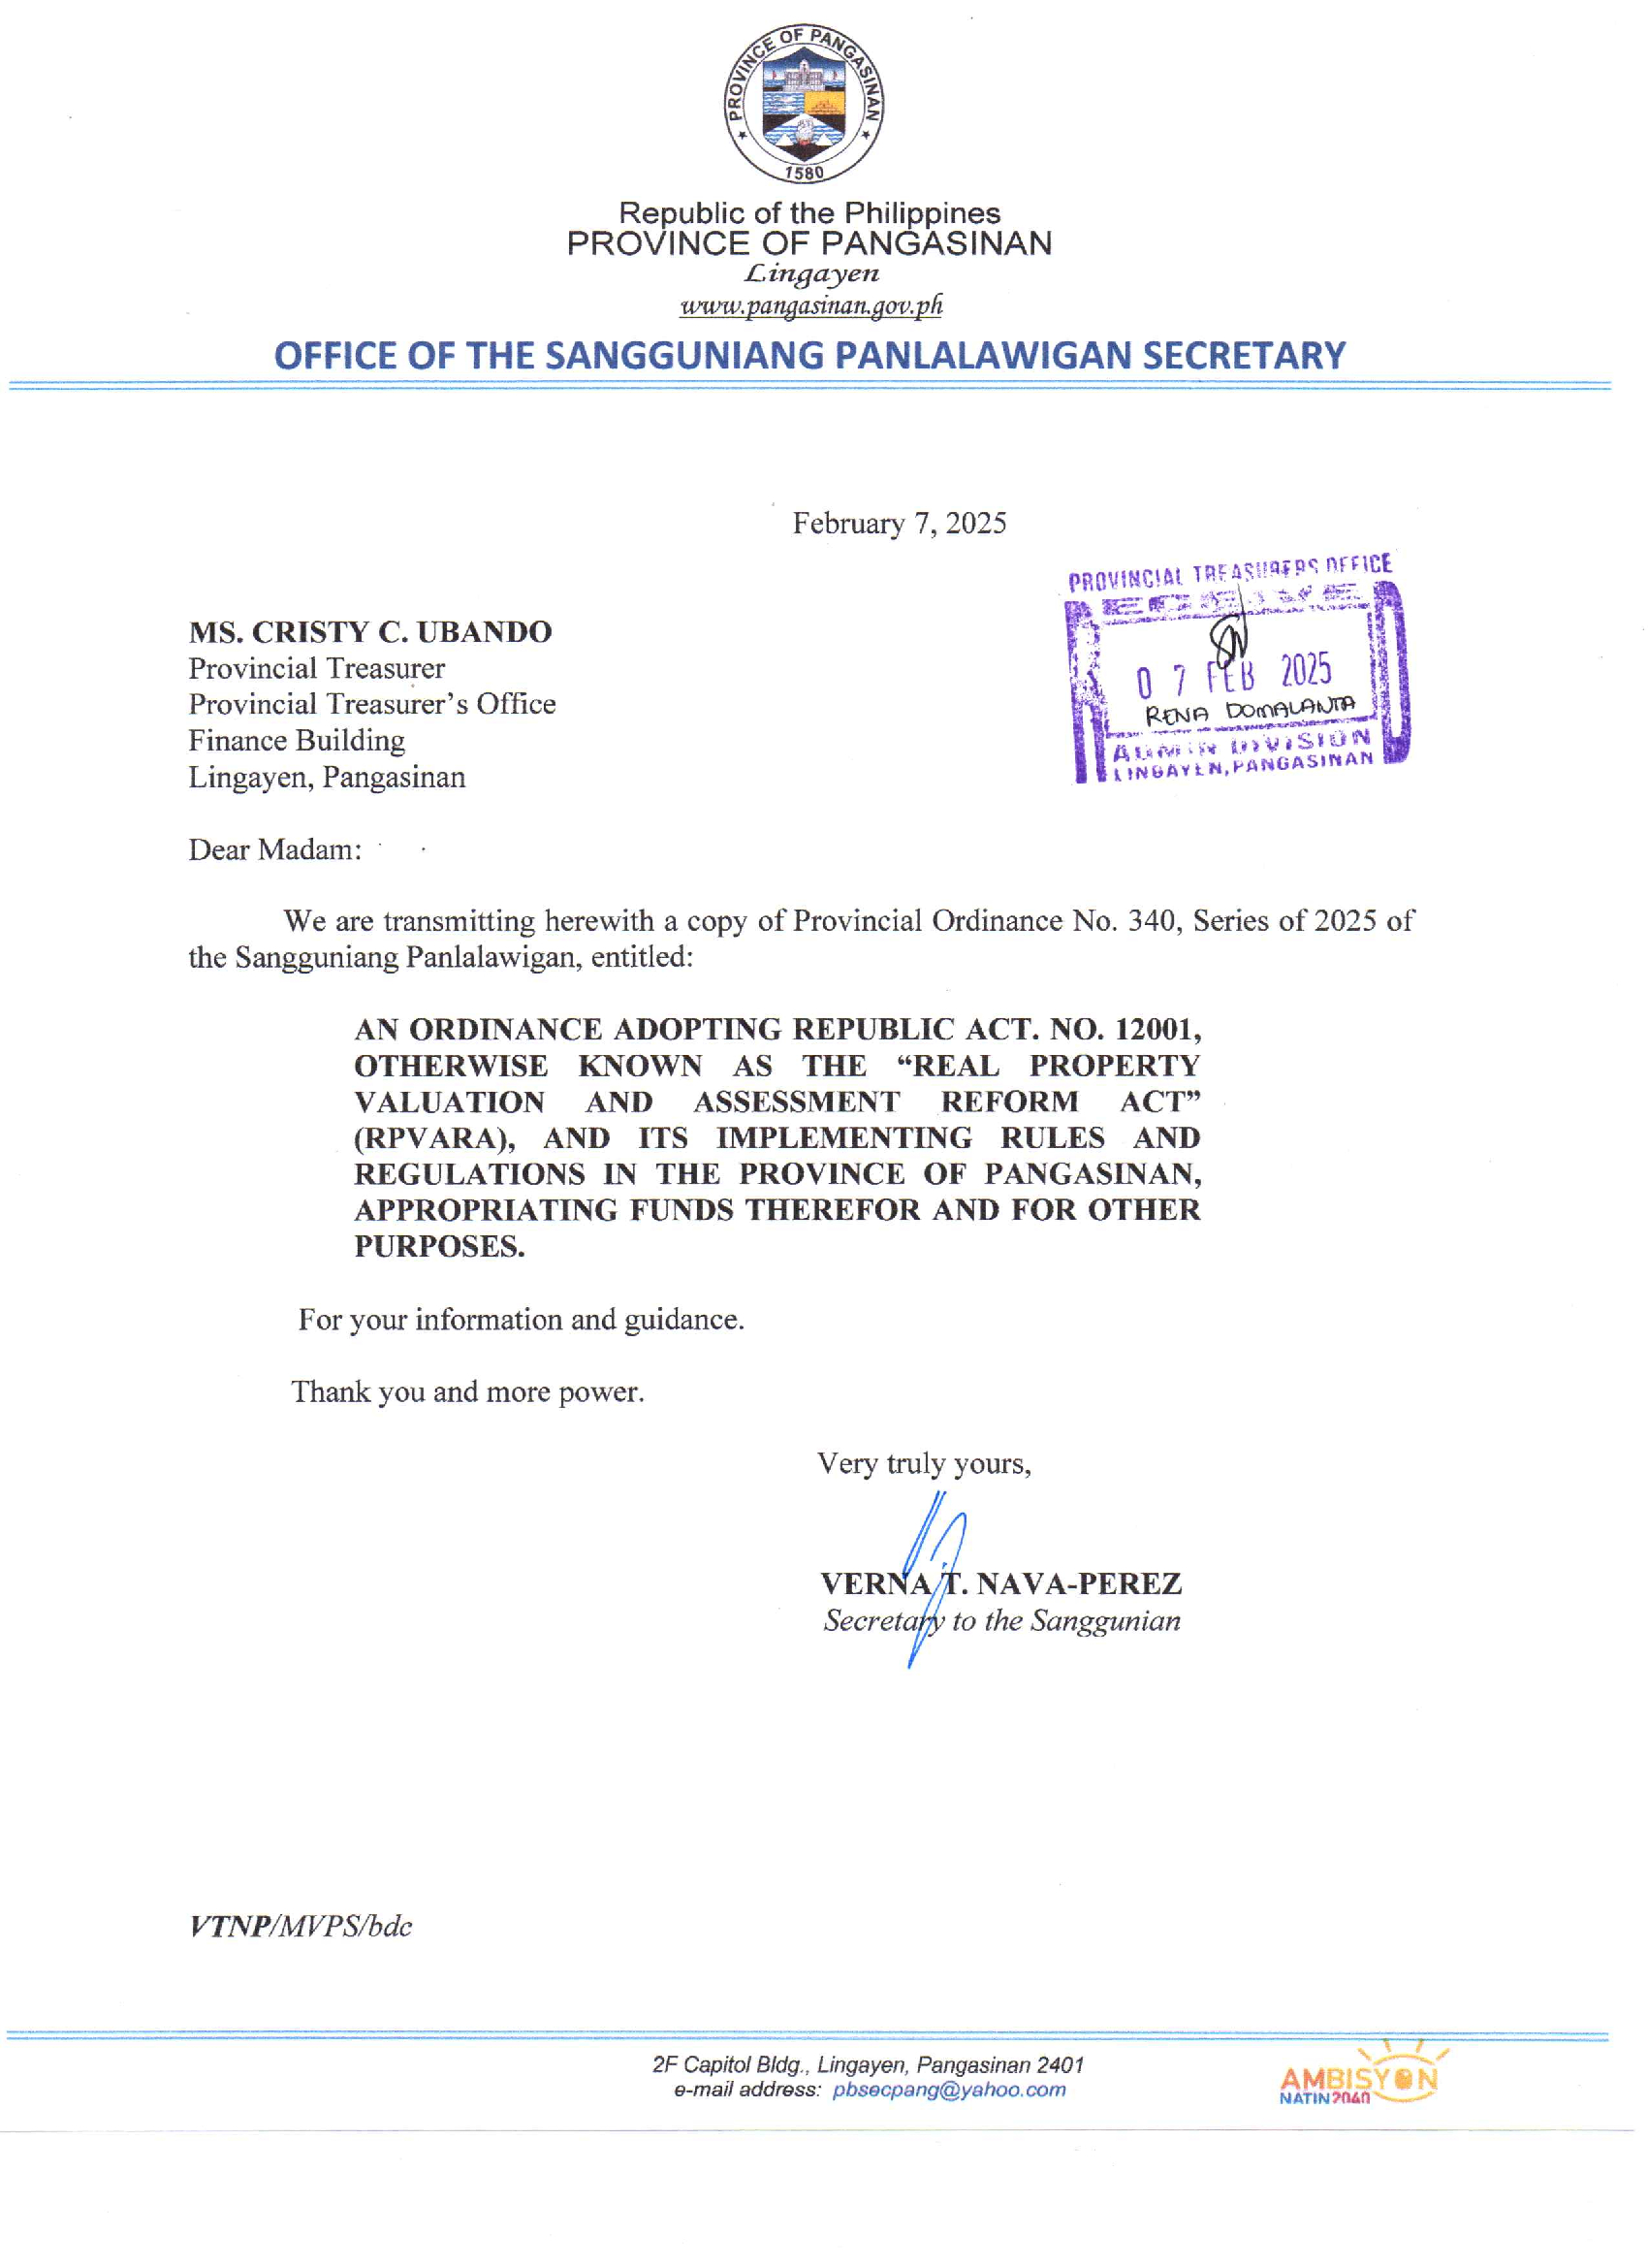 PROVINCE OF PANGASINAN
1580
Republic of the Philippines
PROVINCE OF PANGASINAN
Lingayen
www.pangasinan.gov.ph
OFFICE OF THE SANGGUNIANG PANLALAWIGAN SECRETARY
February 7, 2025
PROVINCIAL TREASURERS OFFICE
RECEIVED
07 FEB 2025
RENA DOMALANTA
ADMIN DIVISION
LINGAYEN, PANGASINAN
MS. CRISTY C. UBANDO
Provincial Treasurer
Provincial Treasurer’s Office
Finance Building
Lingayen, Pangasinan
Dear Madam:
We are transmitting herewith a copy of Provincial Ordinance No. 340, Series of 2025 of
the Sangguniang Panlalawigan, entitled:
AN ORDINANCE ADOPTING REPUBLIC ACT. NO. 12001,
OTHERWISE KNOWN AS THE “REAL PROPERTY
VALUATION AND ASSESSMENT REFORM ACT”
(RPVARA), AND ITS IMPLEMENTING RULES AND
REGULATIONS IN THE PROVINCE OF PANGASINAN,
APPROPRIATING FUNDS THEREFOR AND FOR OTHER
PURPOSES.
For your information and guidance.
Thank you and more power.
Very truly yours,
VERNA T. NAVA-PEREZ
Secretary to the Sanggunian
VTNP/MVPS/bdc
2F Capitol Bldg., Lingayen, Pangasinan 2401
e-mail address: pbsecpang@yahoo.com
AMBISYON
NATIN 2040